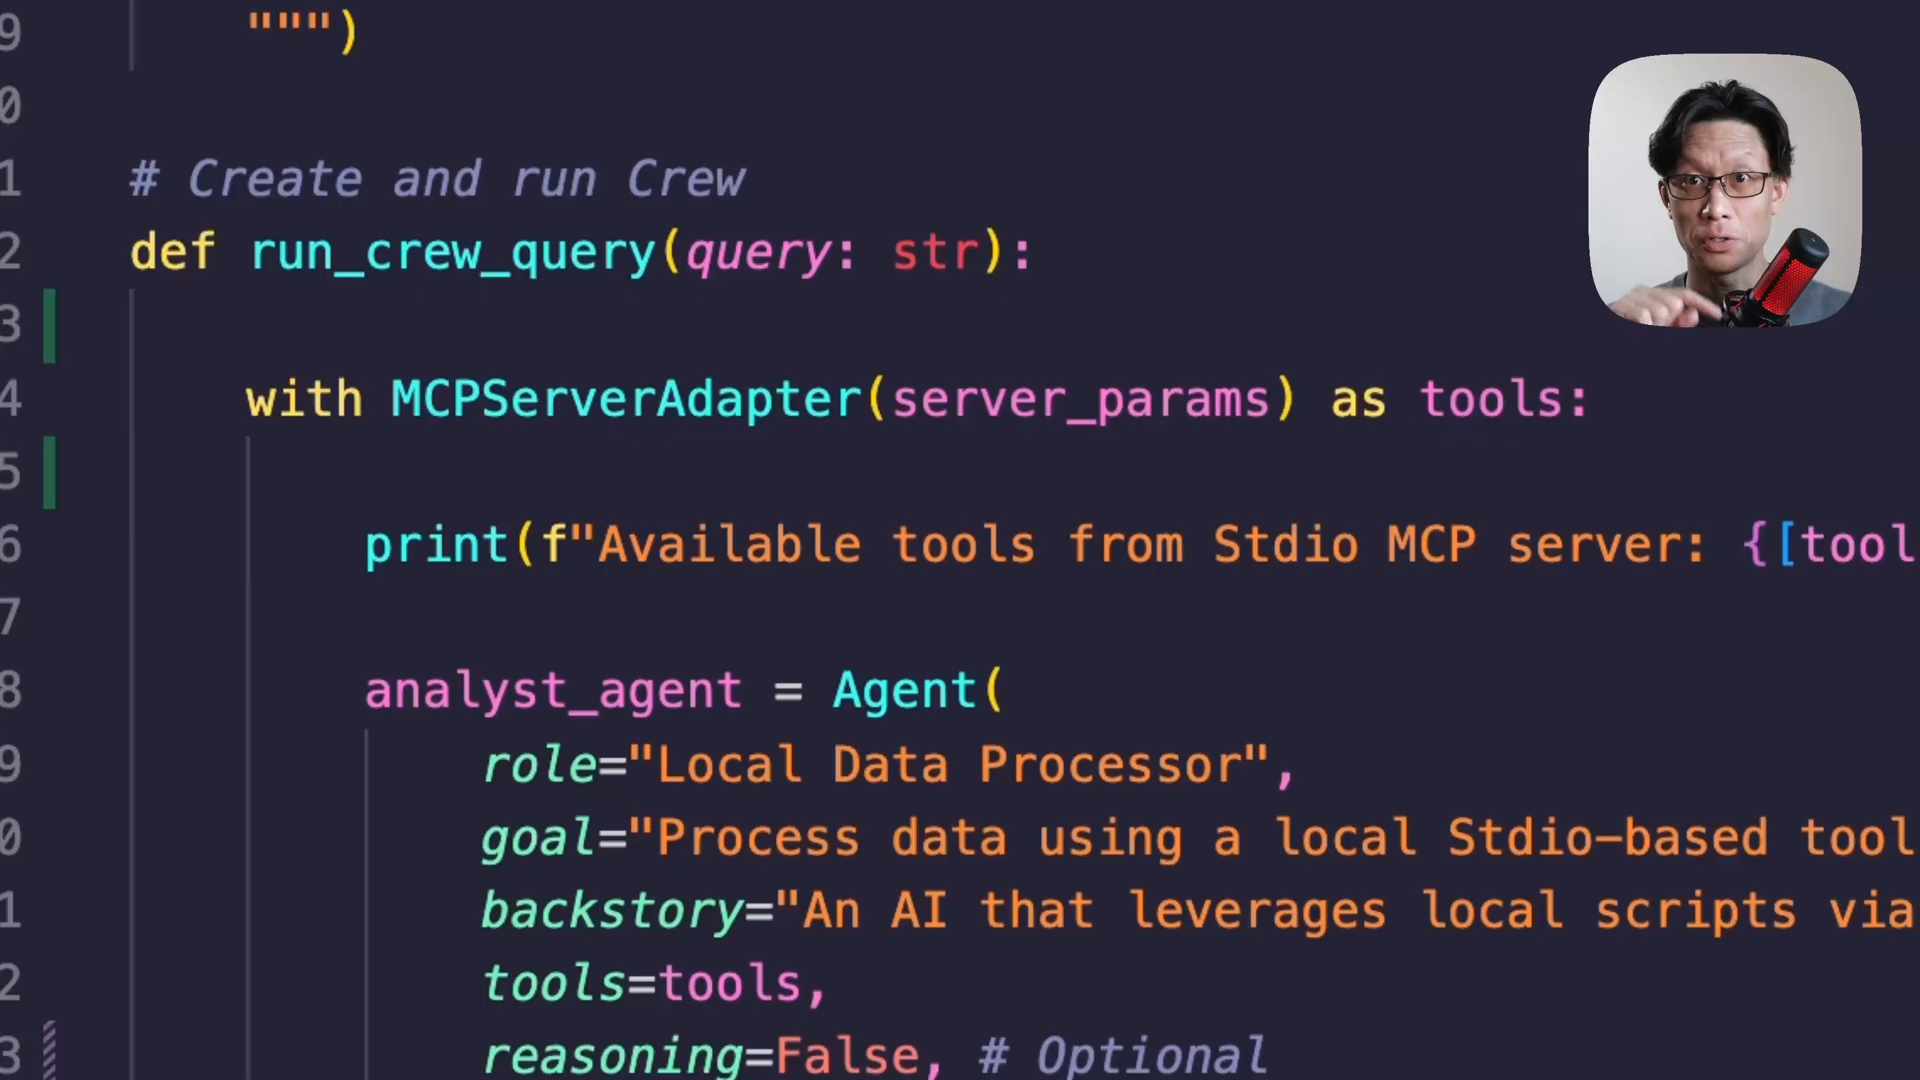 9 """)
0
1 # Create and run Crew
2 def run_crew_query(query: str):
3
4 with MCPServerAdapter(server_params) as tools:
5
6 print(f"Available tools from Stdio MCP server: {[tool
7
8 analyst_agent = Agent(
9 role="Local Data Processor",
0 goal="Process data using a local Stdio-based tool
1 backstory="An AI that leverages local scripts via
2 tools=tools,
3 reasoning=False, # Optional